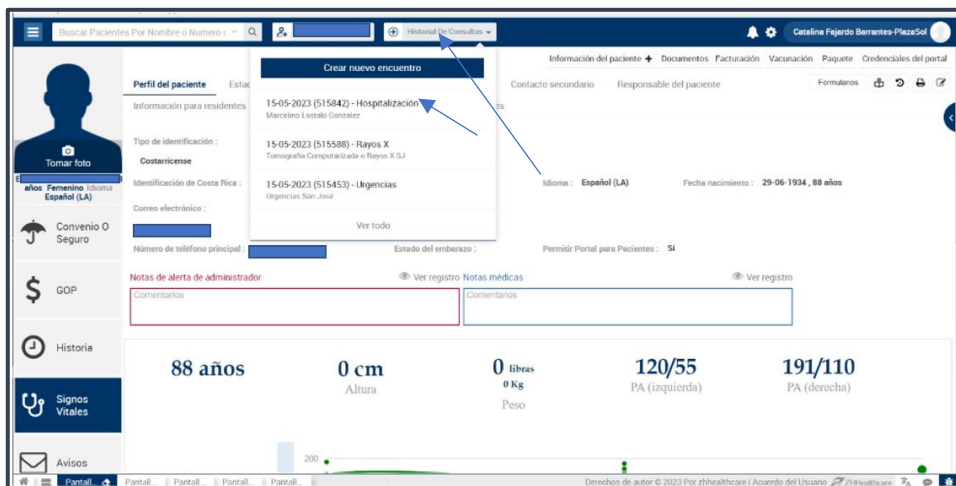 Buscar Pacientes Por Nombre o Numero
Historial De Consultas
Catalina Fajardo Barrantes-PlazaSol
Crear nuevo encuentro
15-05-2023 (515842) - Hospitalización
Marcelino Lostalo Gonzalez
15-05-2023 (515588) - Rayos X
Tomografía Computarizada o Rayos X SJ
15-05-2023 (515453) - Urgencias
Urgencias San José
Ver todo
Información del paciente Documentos Facturación Vacunación Paquete Credenciales del portal
Perfil del paciente
Contacto secundario Responsable del paciente
Formularios
Información para residentes
Tipo de identificación :
Costarricense
Identificación de Costa Rica :
Idioma : Español (LA)
Fecha nacimiento : 29-06-1934 , 88 años
Correo electrónico :
Número de teléfono principal :
Estado del embarazo :
Permitir Portal para Pacientes : Sí
Tomar foto
años Femenino Idioma
Español (LA)
Convenio O
Seguro
GOP
Historia
Signos
Vitales
Avisos
Notas de alerta de administrador
Ver registro
Comentarios
Notas médicas
Ver registro
Comentarios
88 años
0 cm
Altura
0 libras
0 Kg
Peso
120/55
PA (izquierda)
191/110
PA (derecha)
200
Pantall... Pantall... Pantall... Pantall... Pantall...
Derechos de autor © 2023 Por zhhealthcare | Acuerdo del Usuario ZHHealthcare